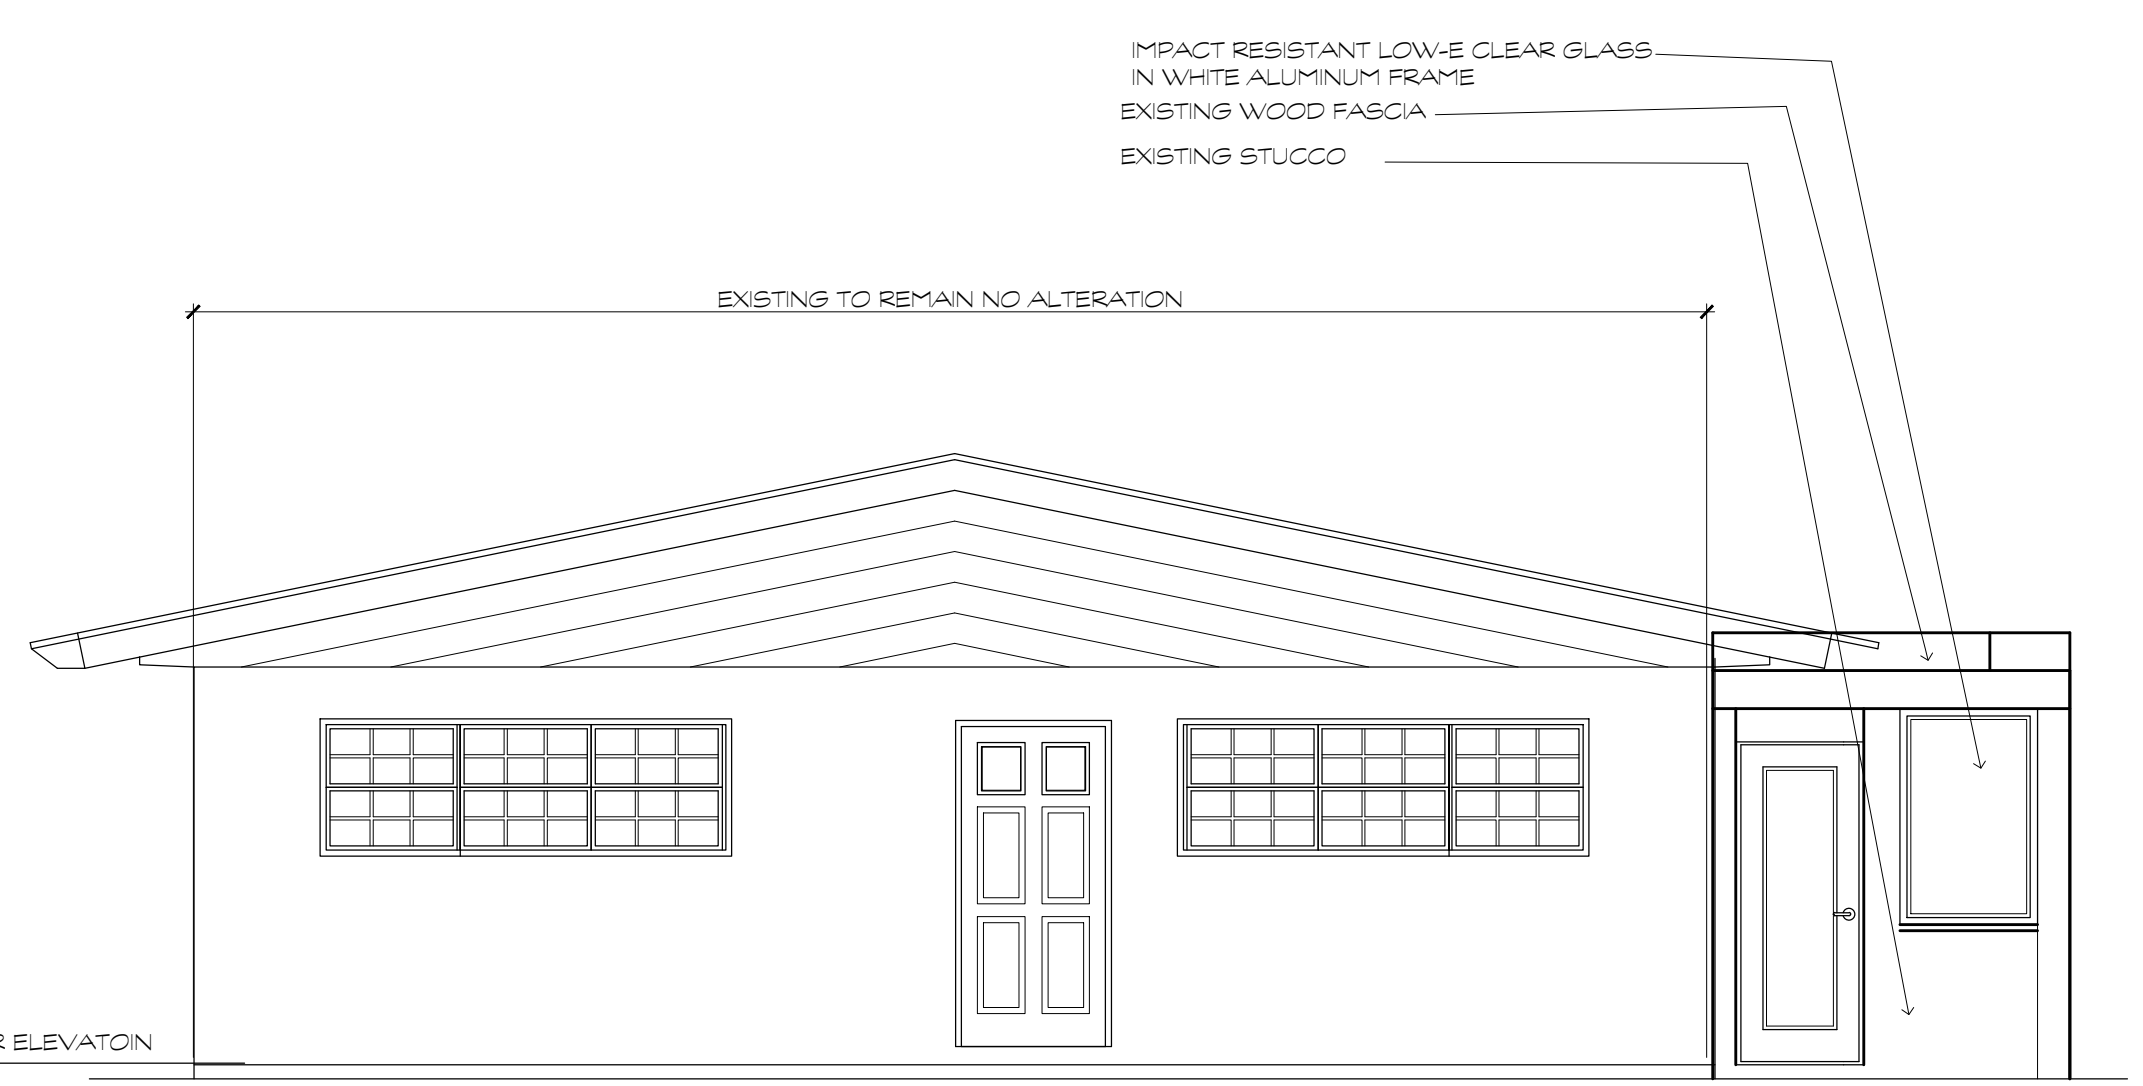 IMPACT RESISTANT LOW-E CLEAR GLASS
IN WHITE ALUMINUM FRAME
EXISTING WOOD FASCIA
EXISTING STUCCO
EXISTING TO REMAIN NO ALTERATION
R ELEVATOIN